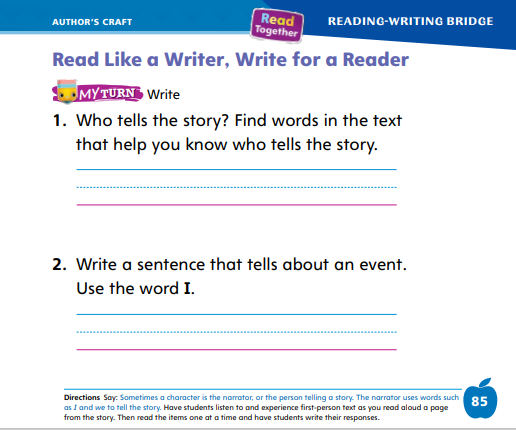 AUTHOR'S CRAFT
Read
Together
READING-WRITING BRIDGE
Read Like a Writer, Write for a Reader
MY TURN Write
1. Who tells the story? Find words in the text
that help you know who tells the story.
2. Write a sentence that tells about an event.
Use the word I.
Directions Say: Sometimes a character is the narrator, or the person telling a story. The narrator uses words such
as I and we to tell the story. Have students listen to and experience first-person text as you read aloud a page
from the story. Then read the items one at a time and have students write their responses.
85